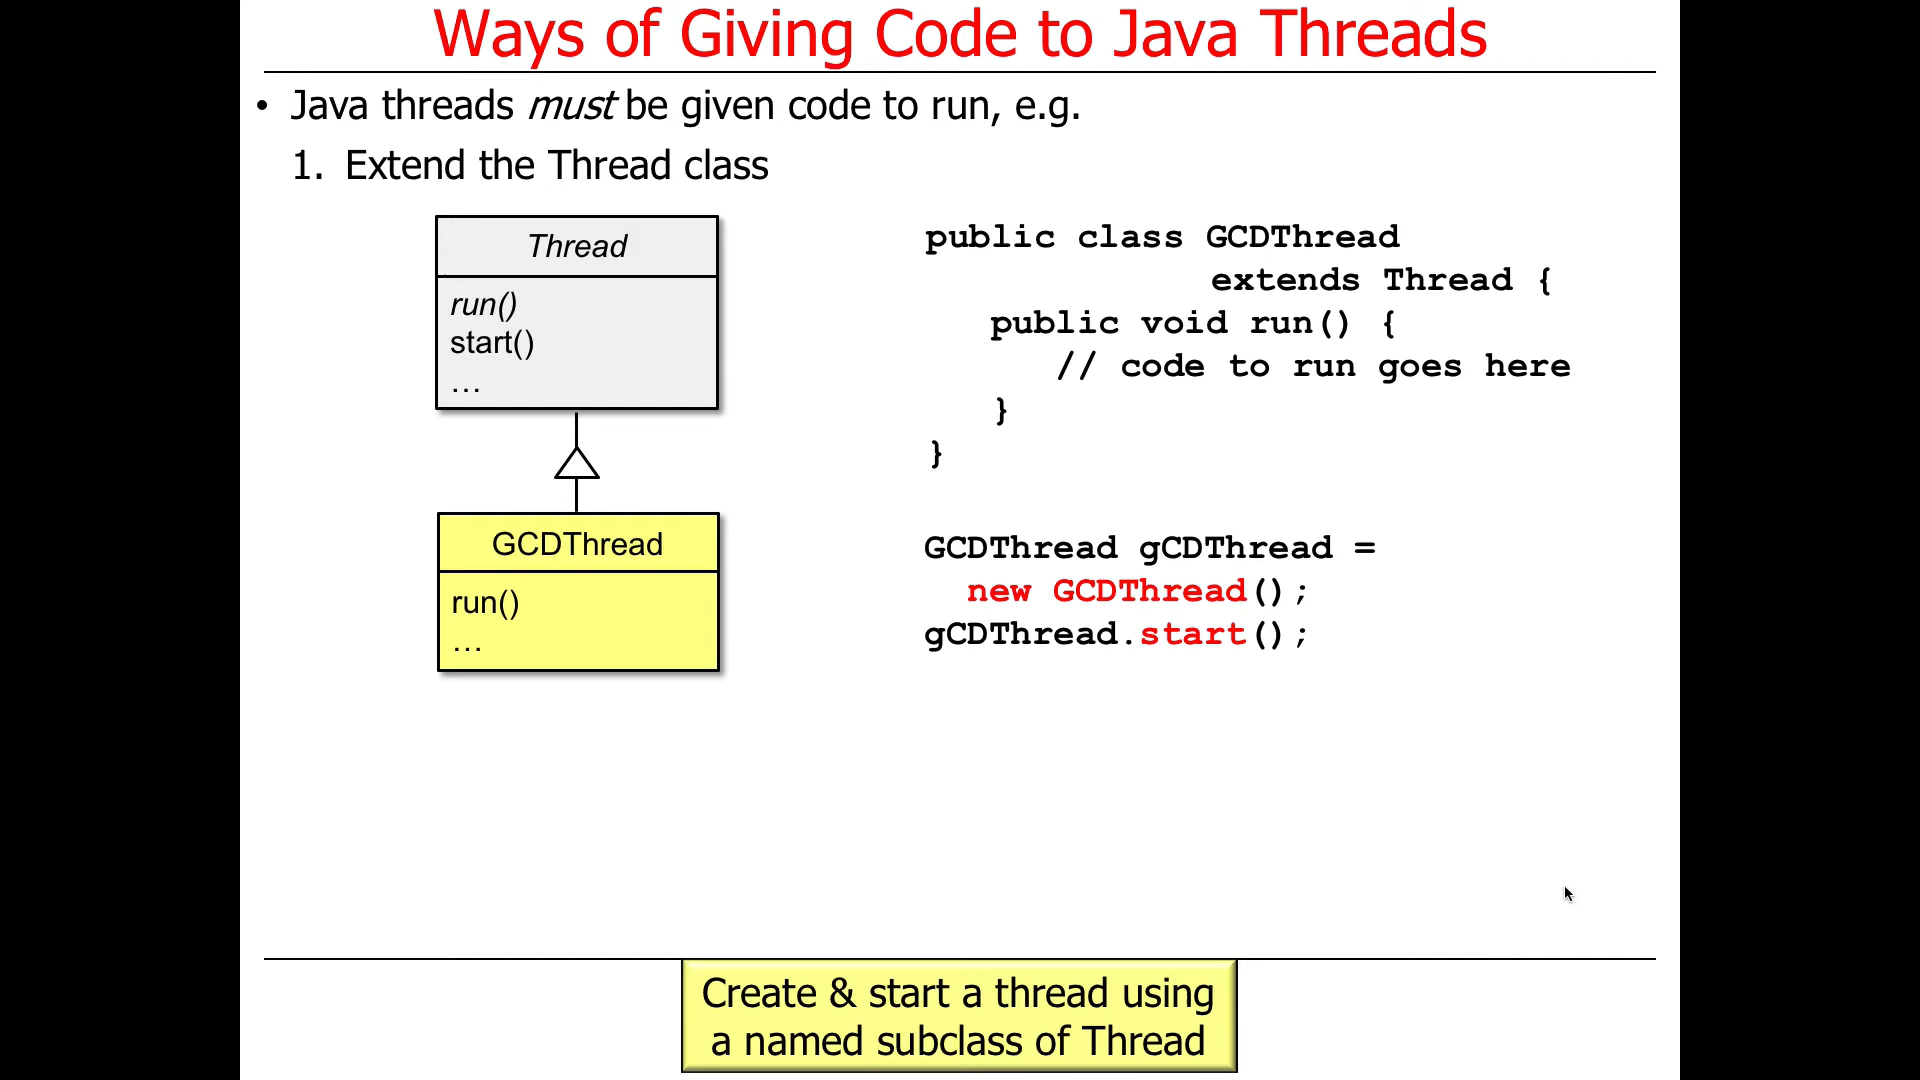 Ways of Giving Code to Java Threads
• Java threads must be given code to run, e.g.
1. Extend the Thread class
Thread
run()
start()
…
GCDThread
run()
…
public class GCDThread
extends Thread {
public void run() {
// code to run goes here
}
}
GCDThread gCDThread =
new GCDThread();
gCDThread.start();
Create & start a thread using
a named subclass of Thread